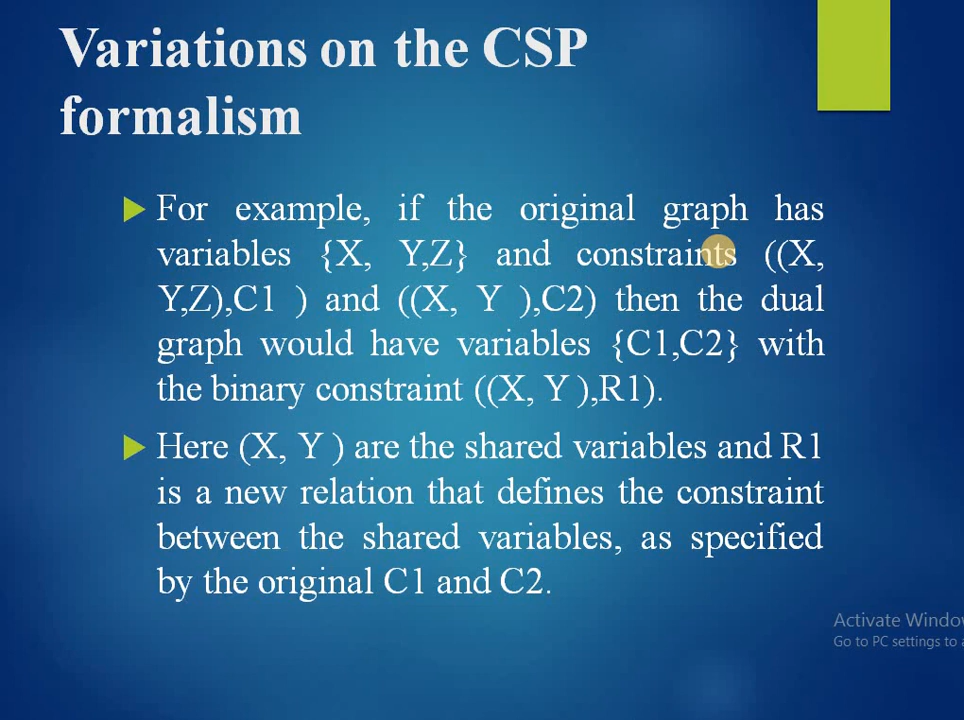 Variations on the CSP
formalism
For example, if the original graph has
variables {X, Y,Z} and constraints ((X,
Y,Z),C1 ) and ((X, Y ),C2) then the dual
graph would have variables {C1,C2} with
the binary constraint ((X, Y ),R1).
Here (X, Y ) are the shared variables and R1
is a new relation that defines the constraint
between the shared variables, as specified
by the original C1 and C2.
Activate Windo
Go to PC settings to